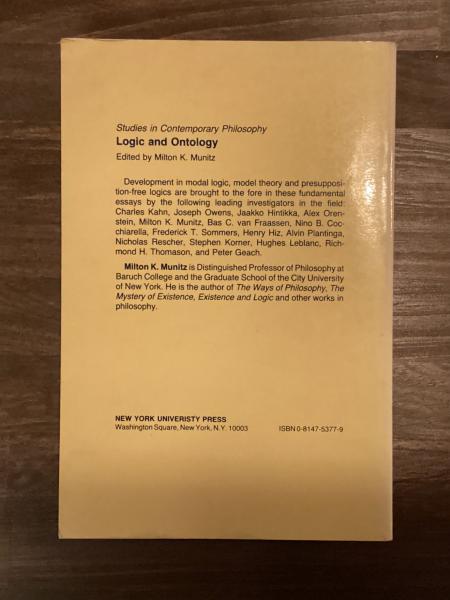 Studies in Contemporary Philosophy
Logic and Ontology
Edited by Milton K. Munitz
Development in modal logic, model theory and presupposi-
tion-free logics are brought to the fore in these fundamental
essays by the following leading investigators in the field:
Charles Kahn, Joseph Owens, Jaakko Hintikka, Alex Oren-
stein, Milton K. Munitz, Bas C. van Fraassen, Nino B. Coc-
chiarella, Frederick T. Sommers, Henry Hiz, Alvin Plantinga,
Nicholas Rescher, Stephen Korner, Hughes Leblanc, Rich-
mond H. Thomason, and Peter Geach.
Milton K. Munitz is Distinguished Professor of Philosophy at
Baruch College and the Graduate School of the City University
of New York. He is the author of The Ways of Philosophy, The
Mystery of Existence, Existence and Logic and other works in
philosophy.
NEW YORK UNIVERISTY PRESS
Washington Square, New York, N.Y. 10003 ISBN 0-8147-5377-9